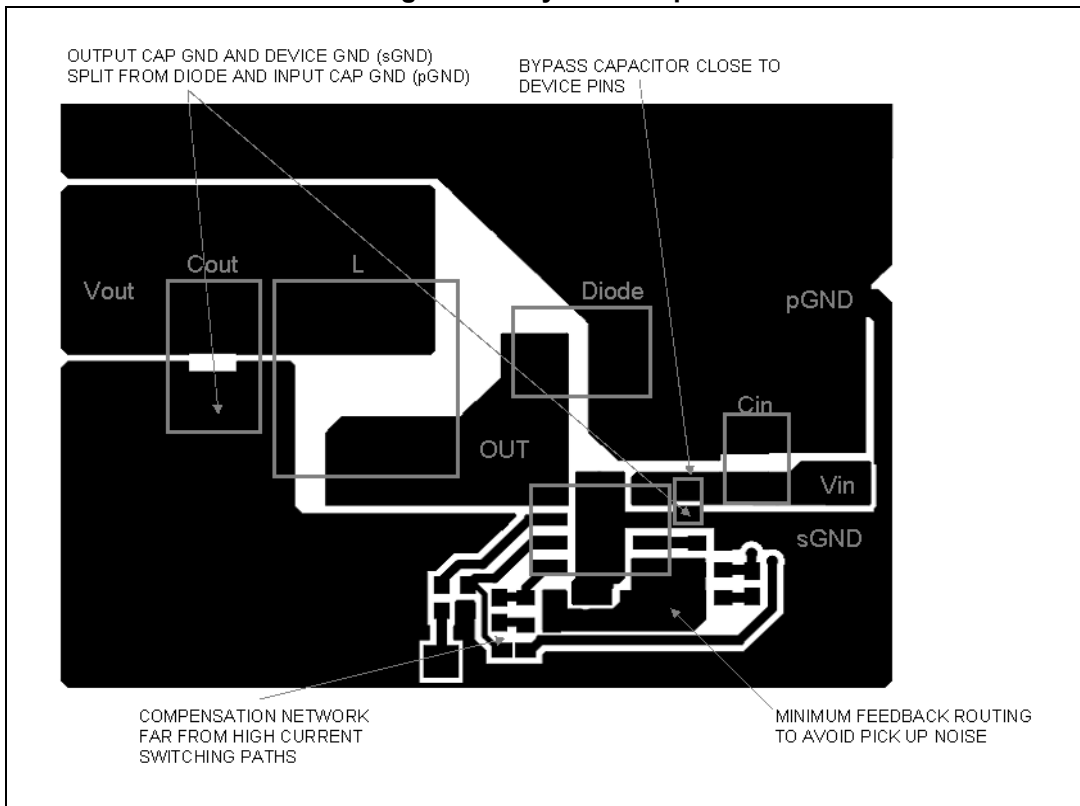 OUTPUT CAP GND AND DEVICE GND (sGND)
SPLIT FROM DIODE AND INPUT CAP GND (pGND)
BYPASS CAPACITOR CLOSE TO
DEVICE PINS
Cout
L
Vout
Diode
pGND
Cin
OUT
Vin
sGND
COMPENSATION NETWORK
FAR FROM HIGH CURRENT
SWITCHING PATHS
MINIMUM FEEDBACK ROUTING
TO AVOID PICK UP NOISE